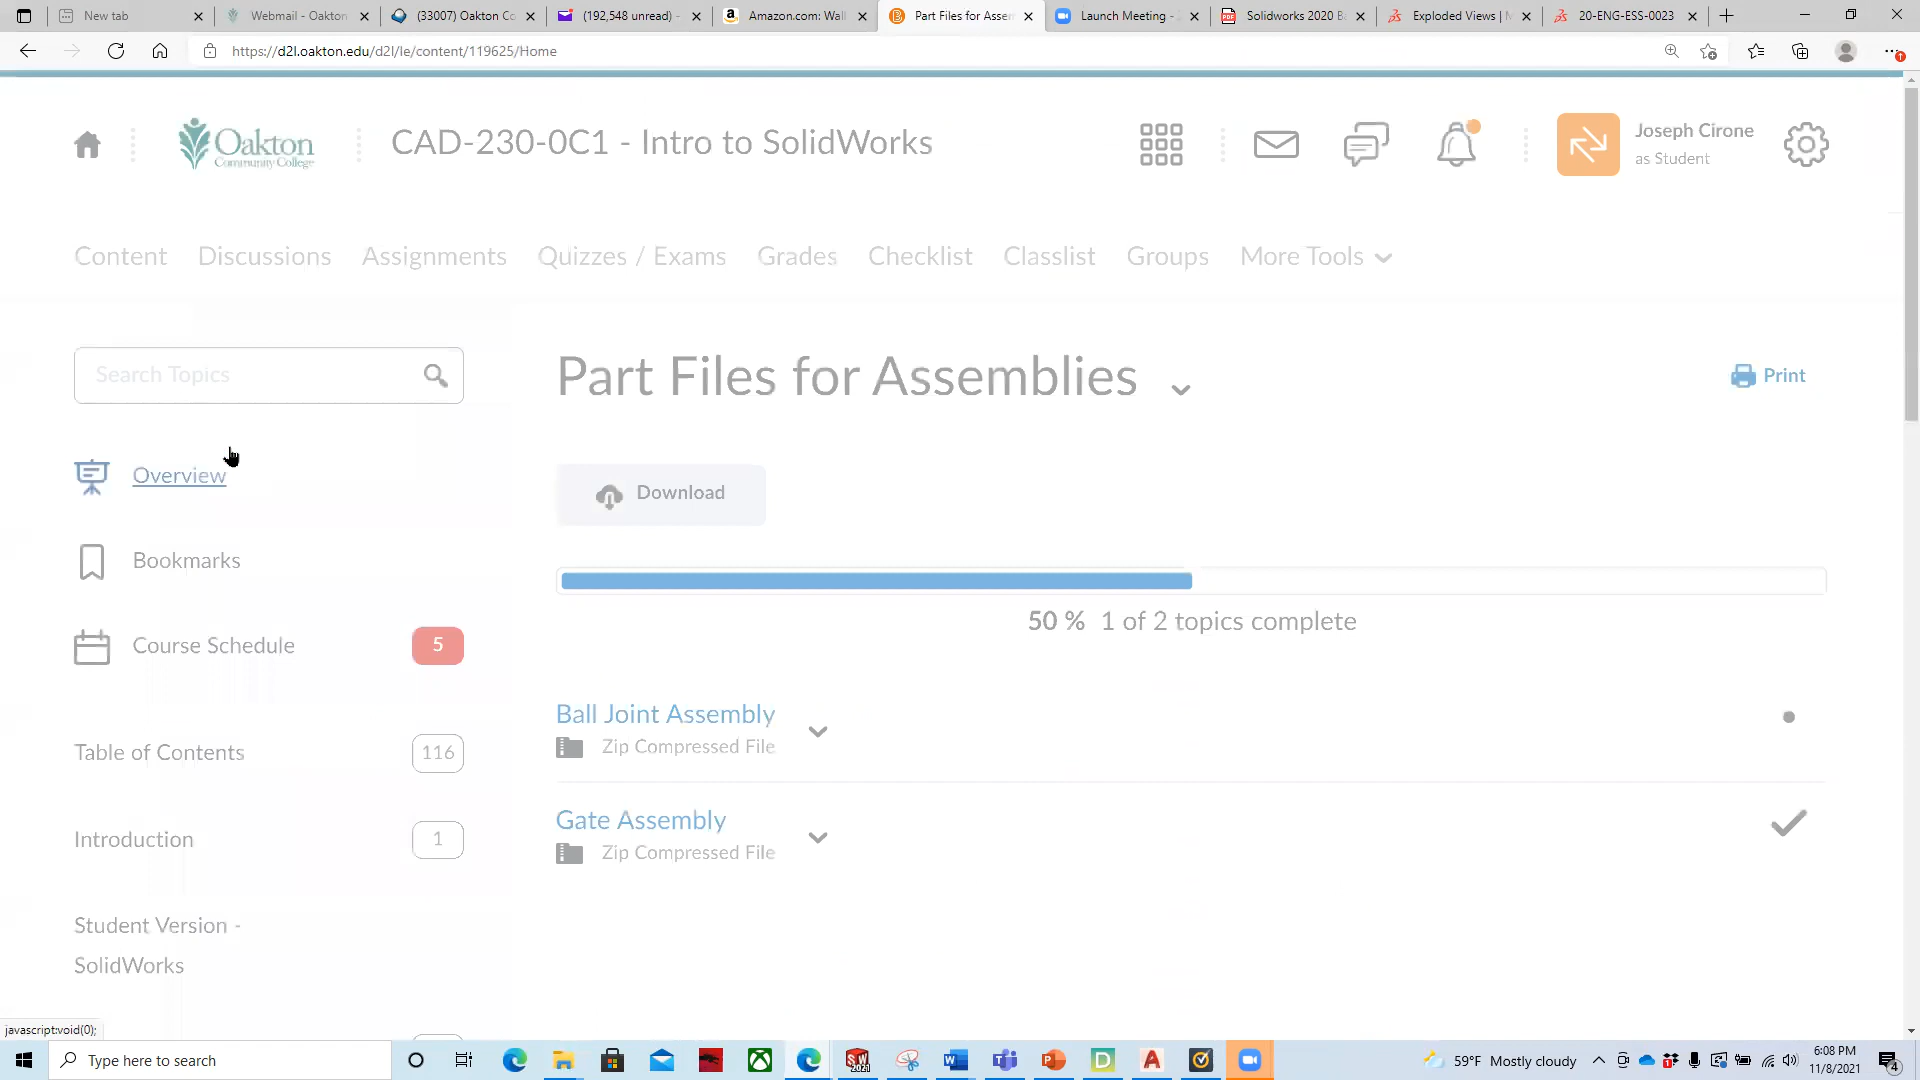 New tab
Webmail - Oakton
(33007) Oakton Co
(192,548 unread) -
Amazon.com: Wall
Part Files for Assem
Launch Meeting -
Solidworks 2020 B
Exploded Views | M
20-ENG-ESS-0023
https://d2l.oakton.edu/d2l/le/content/119625/Home
Oakton
Community College
CAD-230-0C1 - Intro to SolidWorks
Joseph Cirone
as Student
Content Discussions Assignments Quizzes / Exams Grades Checklist Classlist Groups More Tools
Search Topics
Part Files for Assemblies
Print
Overview
Download
Bookmarks
50 % 1 of 2 topics complete
Course Schedule 5
Ball Joint Assembly
Zip Compressed File
Table of Contents 116
Gate Assembly
Zip Compressed File
Introduction 1
Student Version -
SolidWorks
javascript:void(0);
Type here to search
59°F Mostly cloudy
6:08 PM
11/8/2021
4